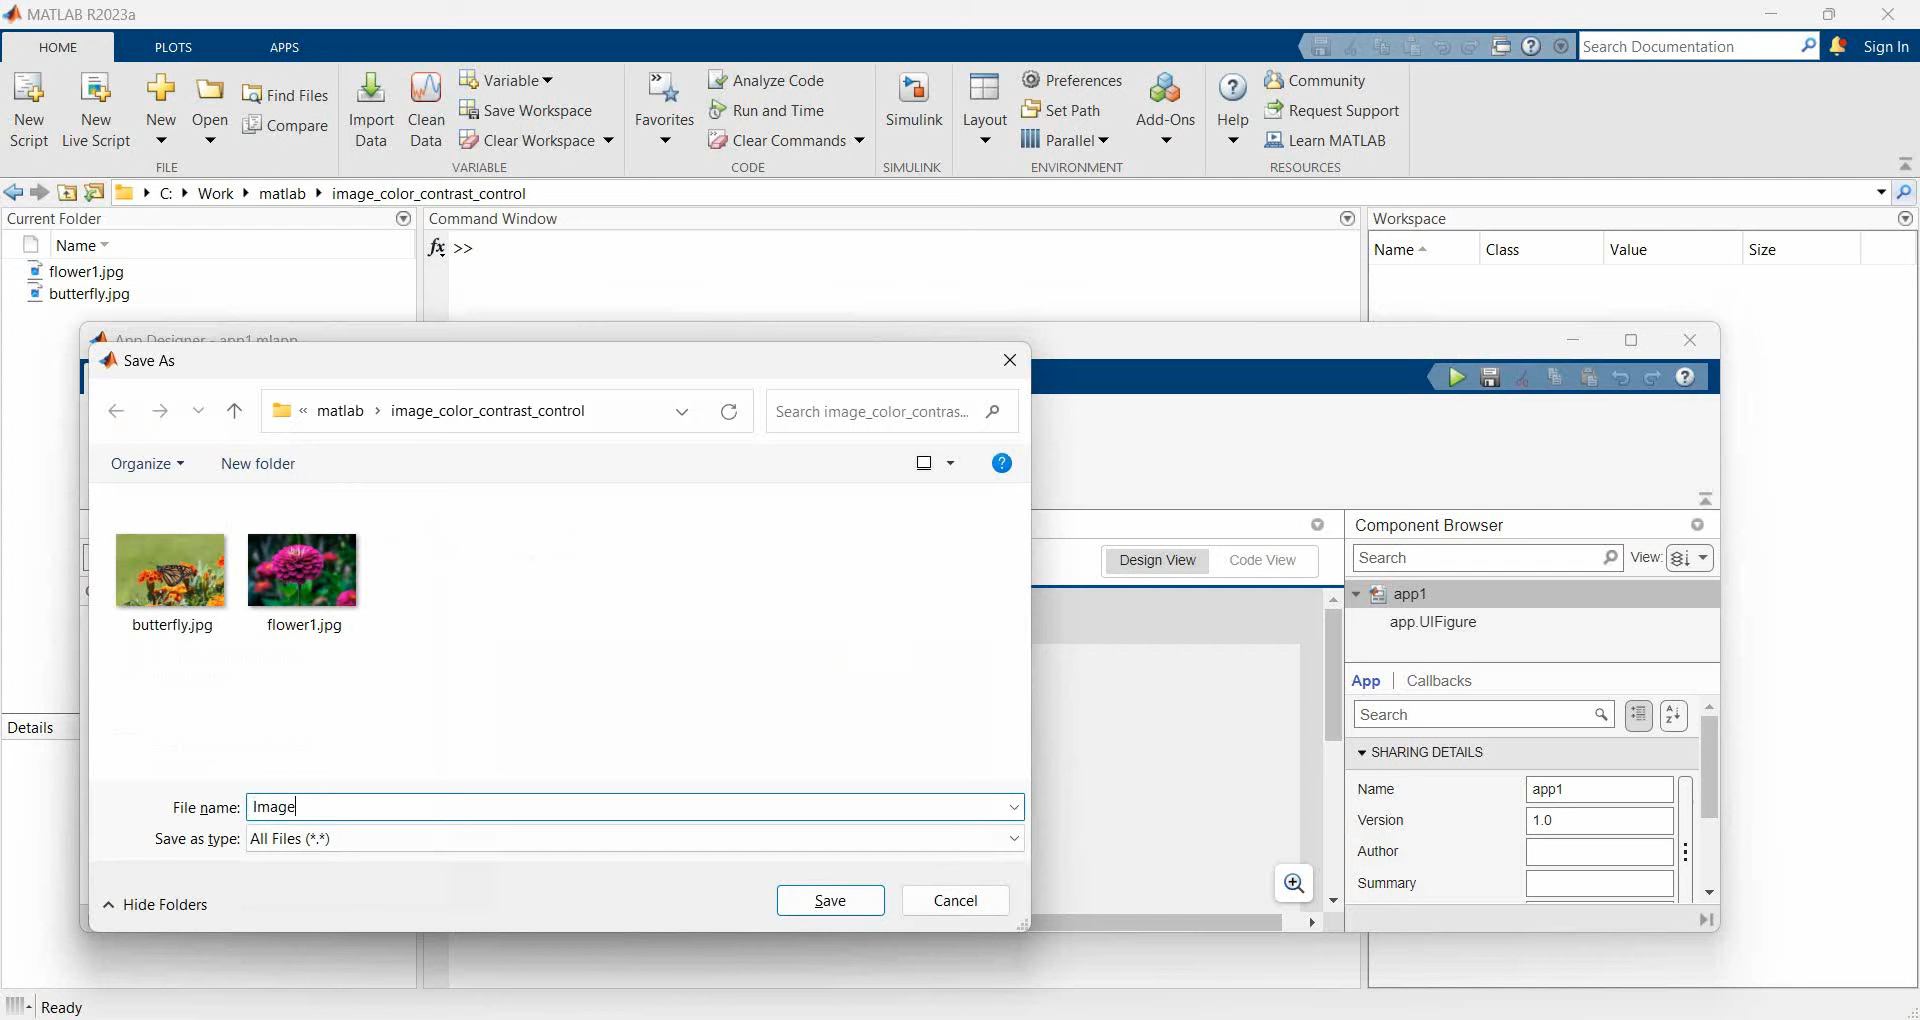 MATLAB R2023a
HOME PLOTS APPS
Search Documentation
Sign In
New Script
New Live Script
New
Open
Find Files
Compare
FILE
Import Data
Clean Data
Variable
Save Workspace
Clear Workspace
VARIABLE
Favorites
Analyze Code
Run and Time
Clear Commands
CODE
Simulink
SIMULINK
Layout
Preferences
Set Path
Parallel
ENVIRONMENT
Add-Ons
Help
Community
Request Support
Learn MATLAB
RESOURCES
C: Work matlab image_color_contrast_control
Current Folder
Name
flower1.jpg
butterfly.jpg
Details
Command Window
fx >>
Workspace
Name Class Value Size
App Designer - app1.mlapp
Save As
« matlab › image_color_contrast_control
Search image_color_contras...
Organize
New folder
butterfly.jpg
flower1.jpg
File name: Image
Save as type: All Files (*.*)
Hide Folders
Save
Cancel
Design View
Code View
Component Browser
Search
View:
app1
app.UIFigure
App | Callbacks
Search
SHARING DETAILS
Name app1
Version 1.0
Author
Summary
Ready